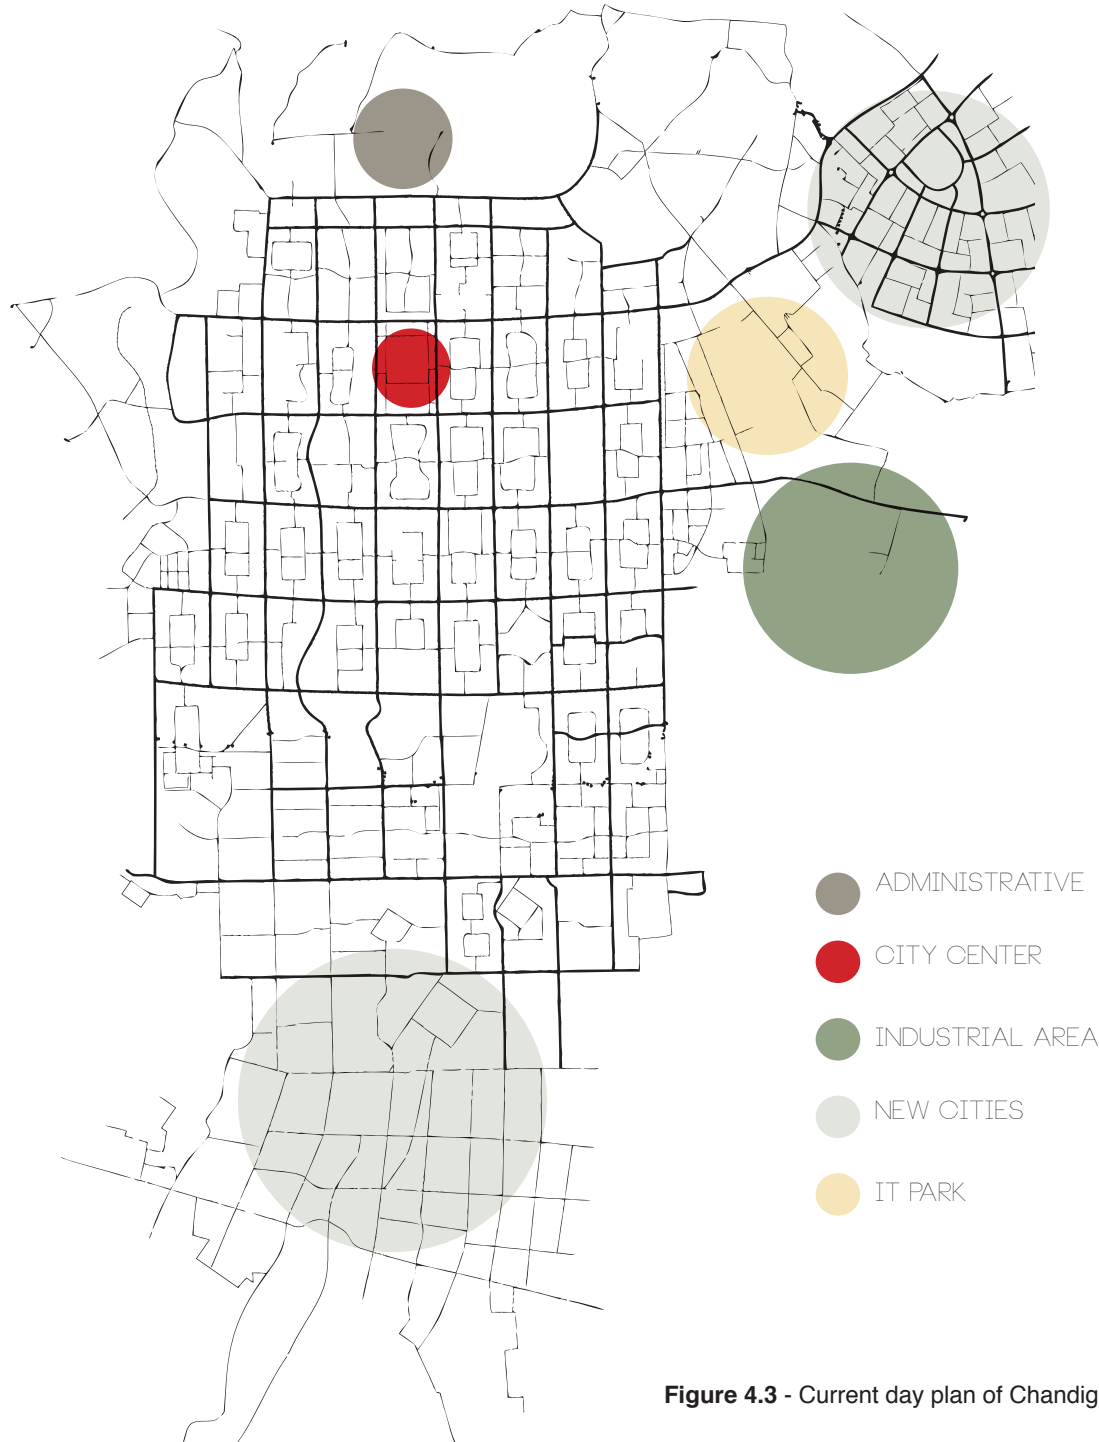 ADMINISTRATIVE
CITY CENTER
INDUSTRIAL AREA
NEW CITIES
IT PARK
Figure 4.3 - Current day plan of Chandig